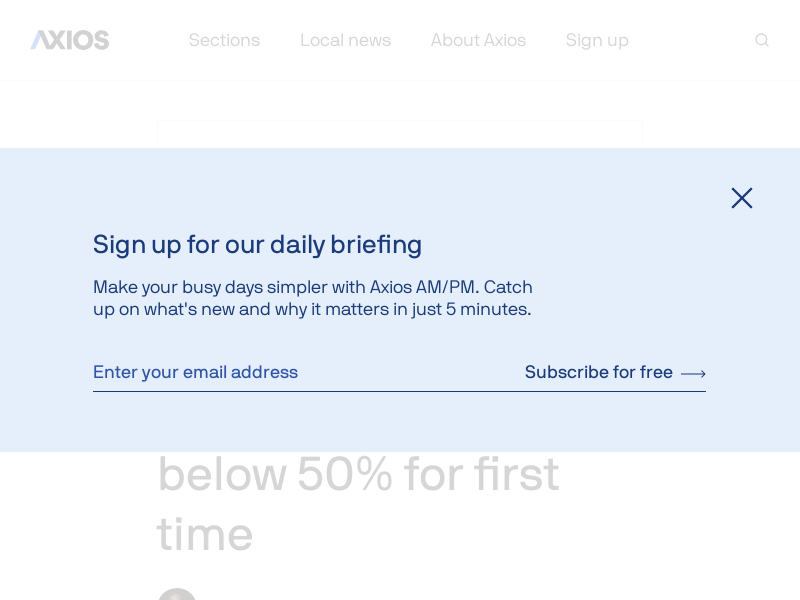 AXIOS Sections Local news About Axios Sign up
Sign up for our daily briefing
Make your busy days simpler with Axios AM/PM. Catch
up on what's new and why it matters in just 5 minutes.
Enter your email address Subscribe for free
below 50% for first
time